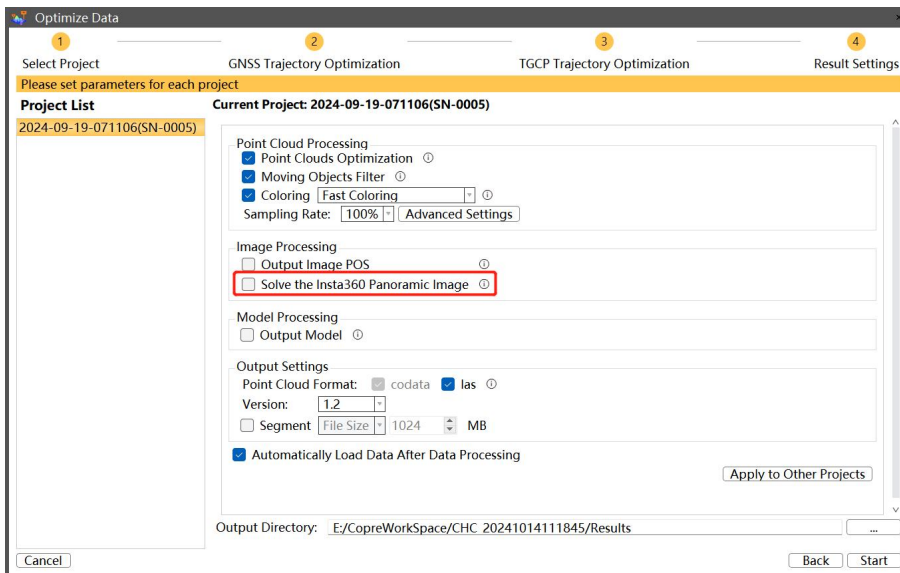 Optimize Data
1 2 3 4
Select Project GNSS Trajectory Optimization TGCP Trajectory Optimization Result Settings
Please set parameters for each project
Project List Current Project: 2024-09-19-071106(SN-0005)
2024-09-19-071106(SN-0005)
Point Cloud Processing
Point Clouds Optimization
Moving Objects Filter
Coloring Fast Coloring
Sampling Rate: 100% Advanced Settings
Image Processing
Output Image POS
Solve the Insta360 Panoramic Image
Model Processing
Output Model
Output Settings
Point Cloud Format: codata las
Version: 1.2
Segment File Size 1024 MB
Automatically Load Data After Data Processing
Apply to Other Projects
Output Directory: E:/CopreWorkSpace/CHC_20241014111845/Results ...
Cancel Back Start